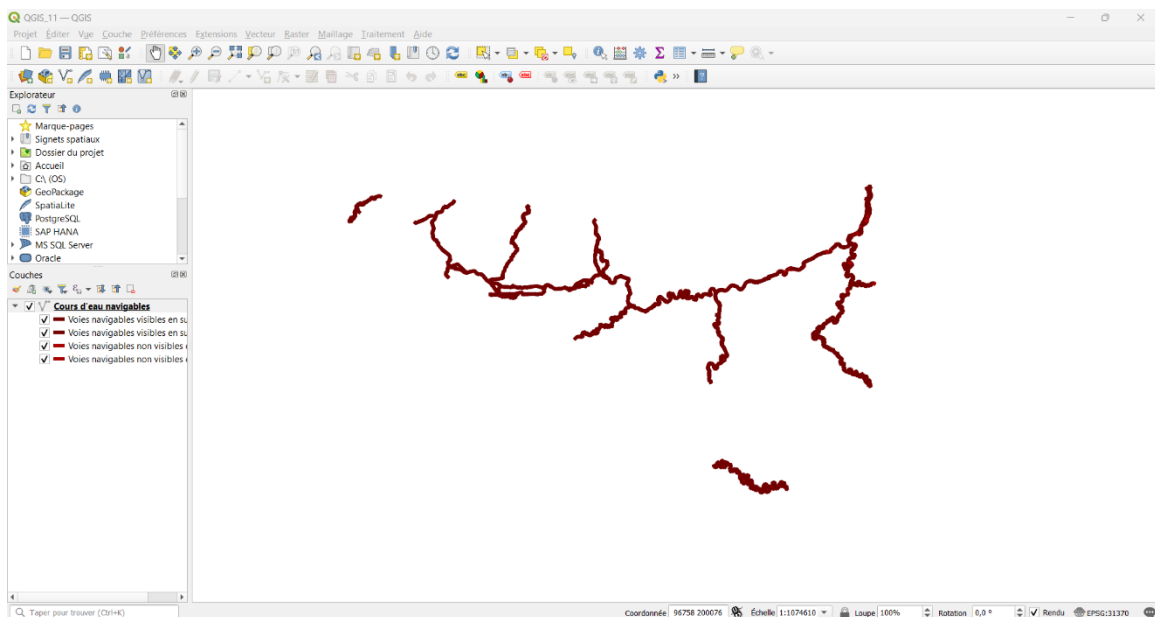 QGIS_11 — QGIS
Projet Éditer Vue Couche Préférences Extensions Vecteur Raster Maillage Traitement Aide
abc abc
Explorateur
Marque-pages
Signets spatiaux
Dossier du projet
Accueil
C:\ (OS)
GeoPackage
SpatiaLite
PostgreSQL
SAP HANA
MS SQL Server
Oracle
Couches
Cours d'eau navigables
Voies navigables visibles en su
Voies navigables visibles en su
Voies navigables non visibles
Voies navigables non visibles
Taper pour trouver (Ctrl+K)
Coordonnée 96758 200076 Échelle 1:1074610 Loupe 100% Rotation 0,0 ° Rendu EPSG:31370